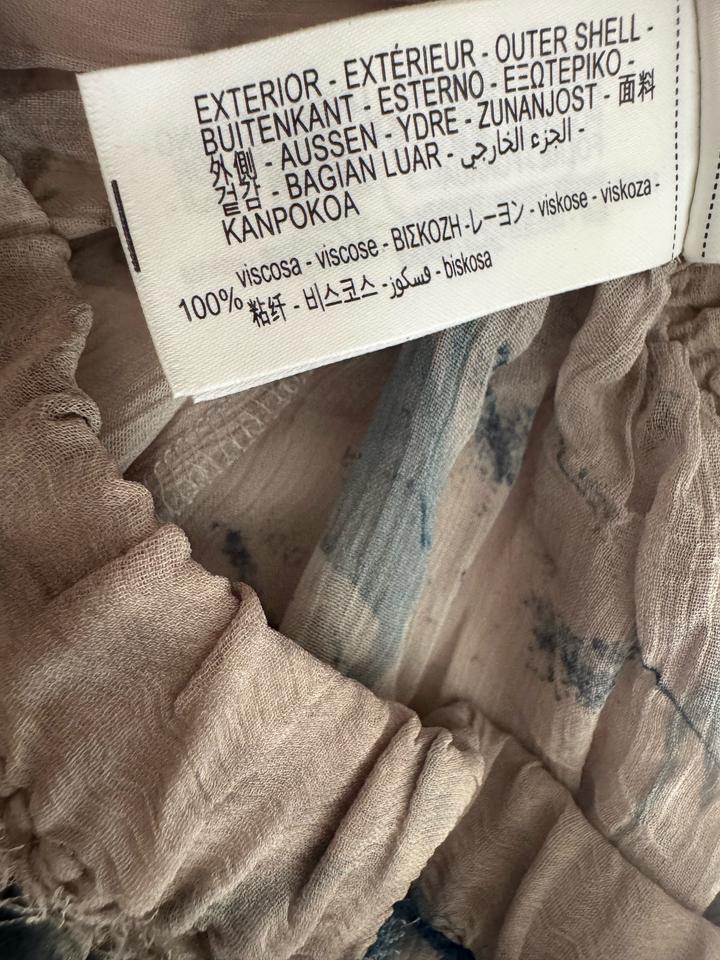 EXTERIOR - EXTÉRIEUR - OUTER SHELL -
BUITENKANT - ESTERNO - ΕΞΩΤΕΡΙΚΟ -
外側 - AUSSEN - YDRE - ZUNANJOST - 面料
겉감 - BAGIAN LUAR - الجزء الخارجي -
KANPOKOA
viscosa - viscose - ΒΙΣΚΟΖΗ - レーヨン - viskose - viskoza -
100% 粘纤 - 비스코스 - فسكوز - biskosa